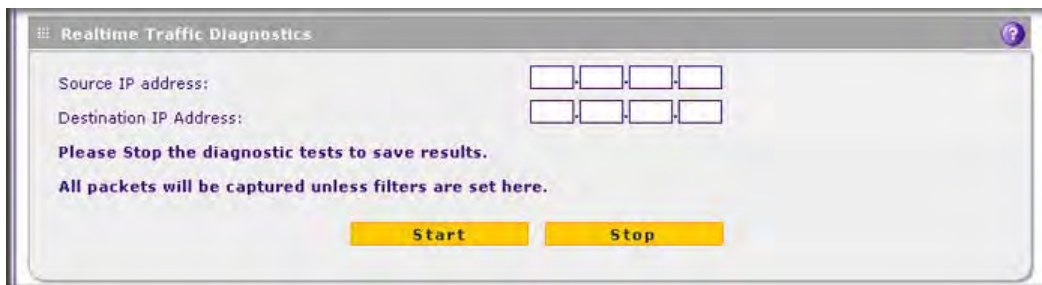 Realtime Traffic Diagnostics ?
Source IP address: . . .
Destination IP Address: . . .
Please Stop the diagnostic tests to save results.
All packets will be captured unless filters are set here.
Start Stop